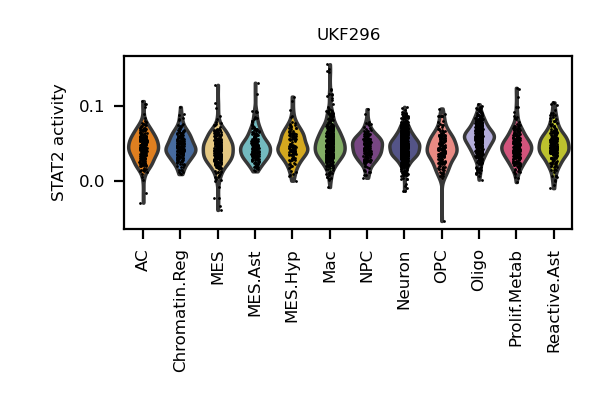 UKF296
STAT2 activity
0.1
0.0
AC
Chromatin.Reg
MES
MES.Ast
MES.Hyp
Mac
NPC
Neuron
OPC
Oligo
Prolif.Metab
Reactive.Ast